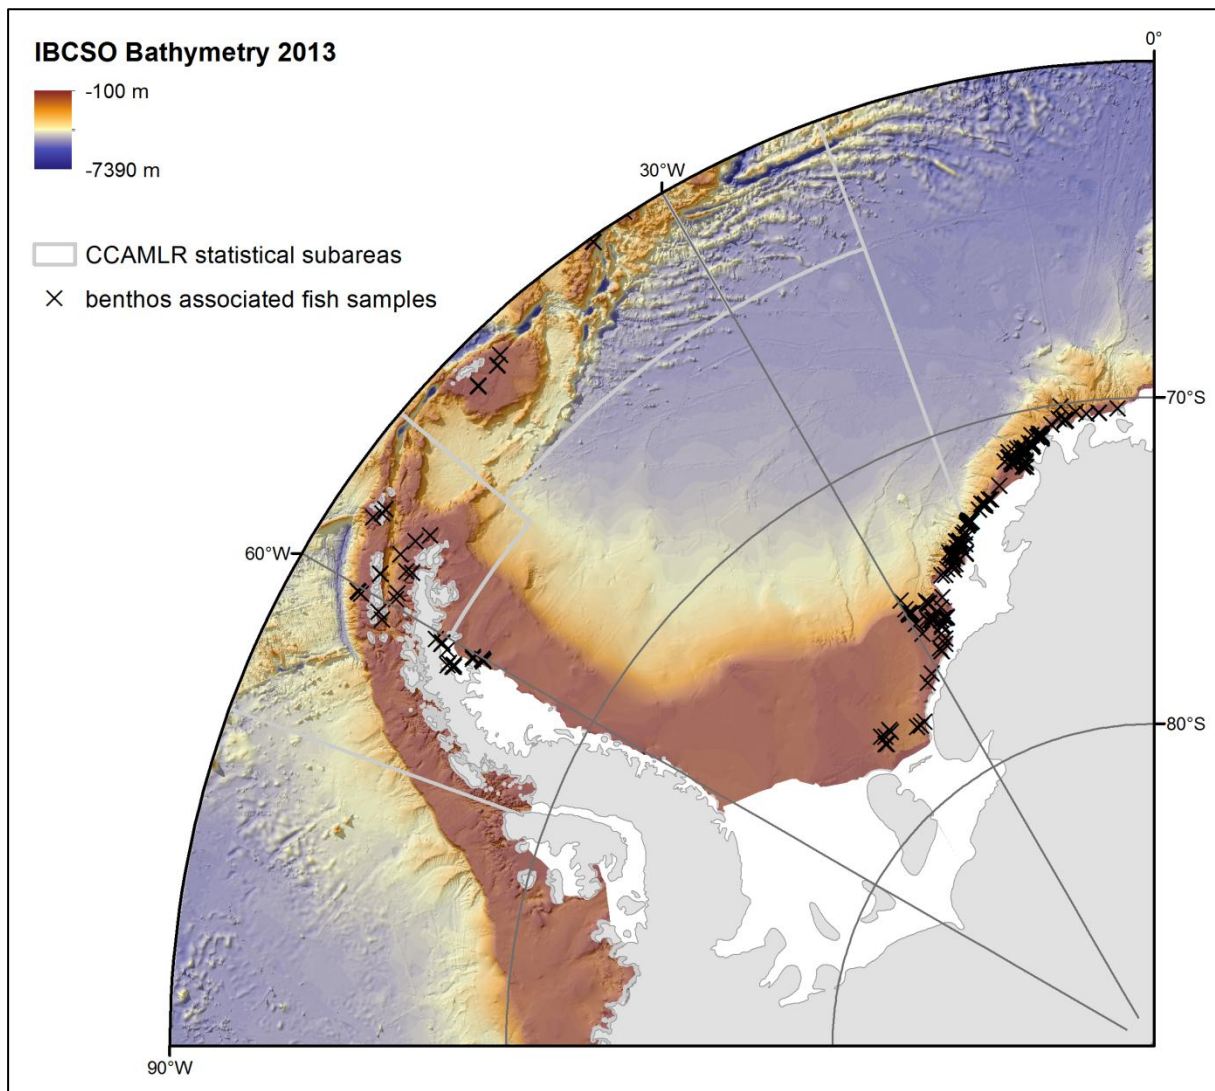 IBCSO Bathymetry 2013
-100 m
-7390 m
CCAMLR statistical subareas
benthos associated fish samples
0°
30°W
60°W
70°S
80°S
90°W